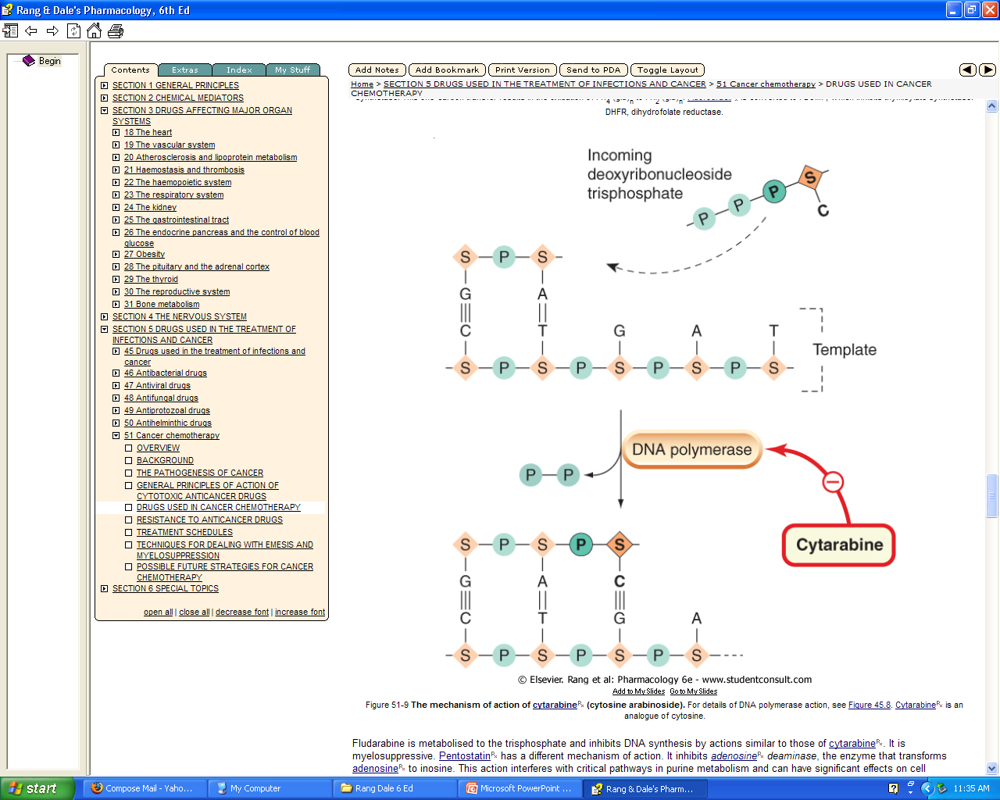 Rang & Dale's Pharmacology, 6th Ed
Begin
Contents Extras Index My Stuff
SECTION 1 GENERAL PRINCIPLES
SECTION 2 CHEMICAL MEDIATORS
SECTION 3 DRUGS AFFECTING MAJOR ORGAN
SYSTEMS
18 The heart
19 The vascular system
20 Atherosclerosis and lipoprotein metabolism
21 Haemostasis and thrombosis
22 The haemopoietic system
23 The respiratory system
24 The kidney
25 The gastrointestinal tract
26 The endocrine pancreas and the control of blood
glucose
27 Obesity
28 The pituitary and the adrenal cortex
29 The thyroid
30 The reproductive system
31 Bone metabolism
SECTION 4 THE NERVOUS SYSTEM
SECTION 5 DRUGS USED IN THE TREATMENT OF
INFECTIONS AND CANCER
45 Drugs used in the treatment of infections and
cancer
46 Antibacterial drugs
47 Antiviral drugs
48 Antifungal drugs
49 Antiprotozoal drugs
50 Antihelminthic drugs
51 Cancer chemotherapy
OVERVIEW
BACKGROUND
THE PATHOGENESIS OF CANCER
GENERAL PRINCIPLES OF ACTION OF
CYTOTOXIC ANTICANCER DRUGS
DRUGS USED IN CANCER CHEMOTHERAPY
RESISTANCE TO ANTICANCER DRUGS
TREATMENT SCHEDULES
TECHNIQUES FOR DEALING WITH EMESIS AND
MYELOSUPPRESSION
POSSIBLE FUTURE STRATEGIES FOR CANCER
CHEMOTHERAPY
SECTION 6 SPECIAL TOPICS
open all | close all | decrease font | increase font
Add Notes Add Bookmark Print Version Send to PDA Toggle Layout
Home > SECTION 5 DRUGS USED IN THE TREATMENT OF INFECTIONS AND CANCER > 51 Cancer chemotherapy > DRUGS USED IN CANCER
CHEMOTHERAPY
DHFR, dihydrofolate reductase.
Incoming
deoxyribonucleoside
trisphosphate
P P P S
C
S P S
G A
C T G A T
S P S P S P S P S
Template
DNA polymerase
P P
Cytarabine
S P S P S
G A C
C T G A
S P S P S P S
© Elsevier. Rang et al: Pharmacology 6e - www.studentconsult.com
Add to My Slides Go to My Slides
Figure 51-9 The mechanism of action of cytarabine℞ (cytosine arabinoside). For details of DNA polymerase action, see Figure 45.8. Cytarabine℞ is an
analogue of cytosine.
Fludarabine is metabolised to the trisphosphate and inhibits DNA synthesis by actions similar to those of cytarabine℞. It is
myelosuppressive. Pentostatin℞ has a different mechanism of action. It inhibits adenosine℞ deaminase, the enzyme that transforms
adenosine℞ to inosine. This action interferes with critical pathways in purine metabolism and can have significant effects on cell
start Compose Mail - Yaho... My Computer Rang Dale 6 Ed Microsoft PowerPoint ... Rang & Dale's Pharm... 11:35 AM